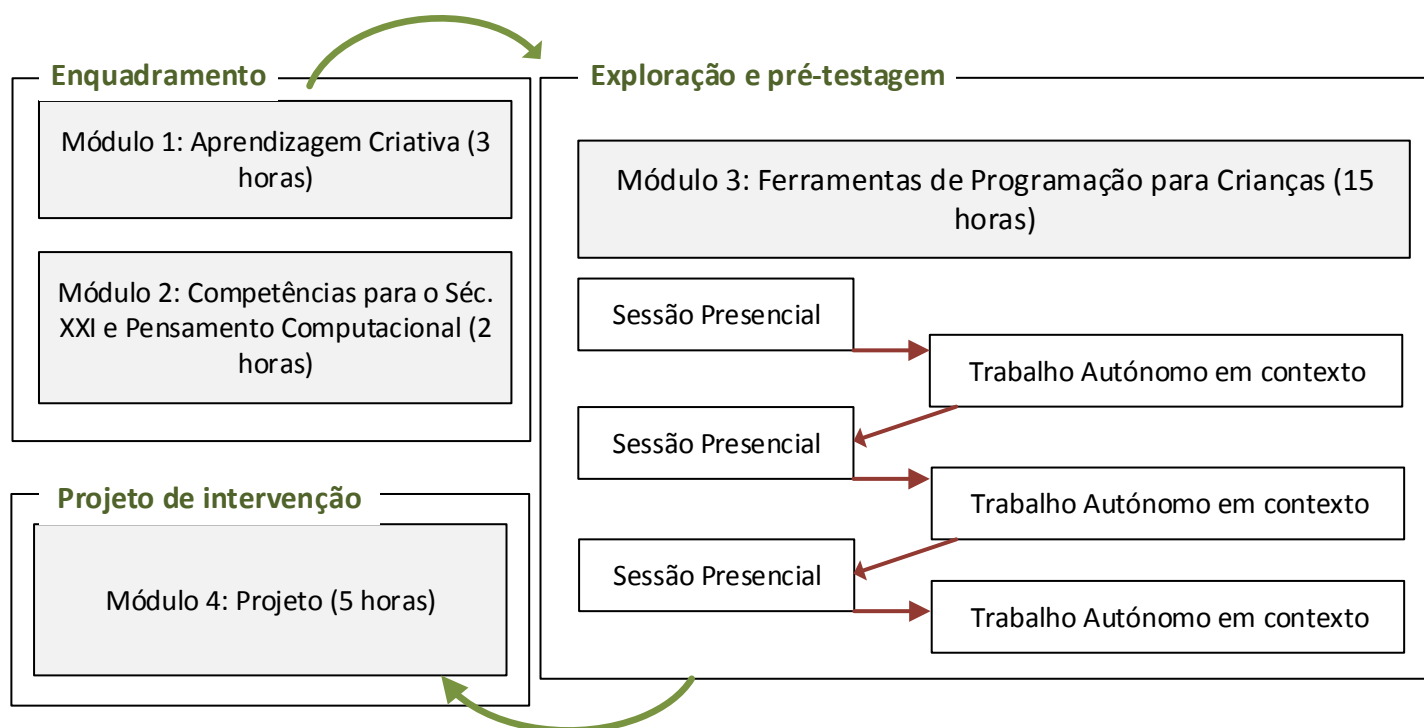 Enquadramento
Módulo 1: Aprendizagem Criativa (3
horas)
Módulo 2: Competências para o Séc.
XXI e Pensamento Computacional (2
horas)
Exploração e pré-testagem
Módulo 3: Ferramentas de Programação para Crianças (15
horas)
Sessão Presencial
Trabalho Autónomo em contexto
Sessão Presencial
Trabalho Autónomo em contexto
Sessão Presencial
Trabalho Autónomo em contexto
Projeto de intervenção
Módulo 4: Projeto (5 horas)